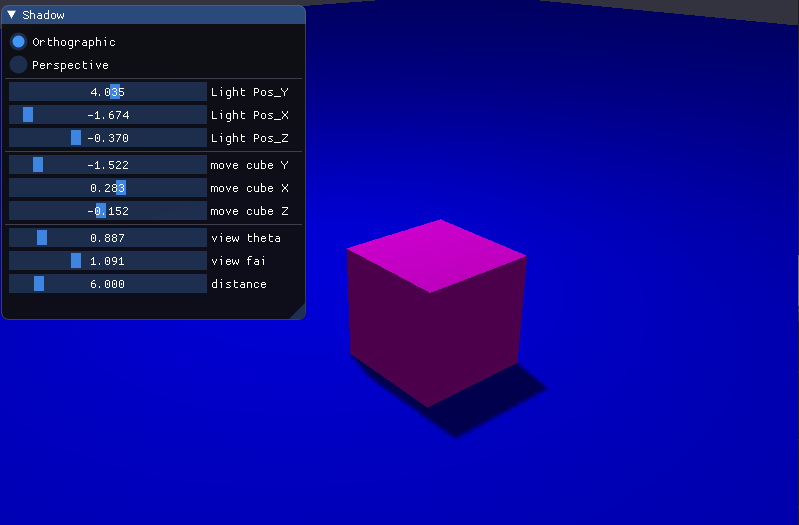 Shadow
Orthographic
Perspective
4.035 Light Pos_Y
-1.674 Light Pos_X
-0.370 Light Pos_Z
-1.522 move cube Y
0.283 move cube X
-0.152 move cube Z
0.887 view theta
1.091 view fai
6.000 distance